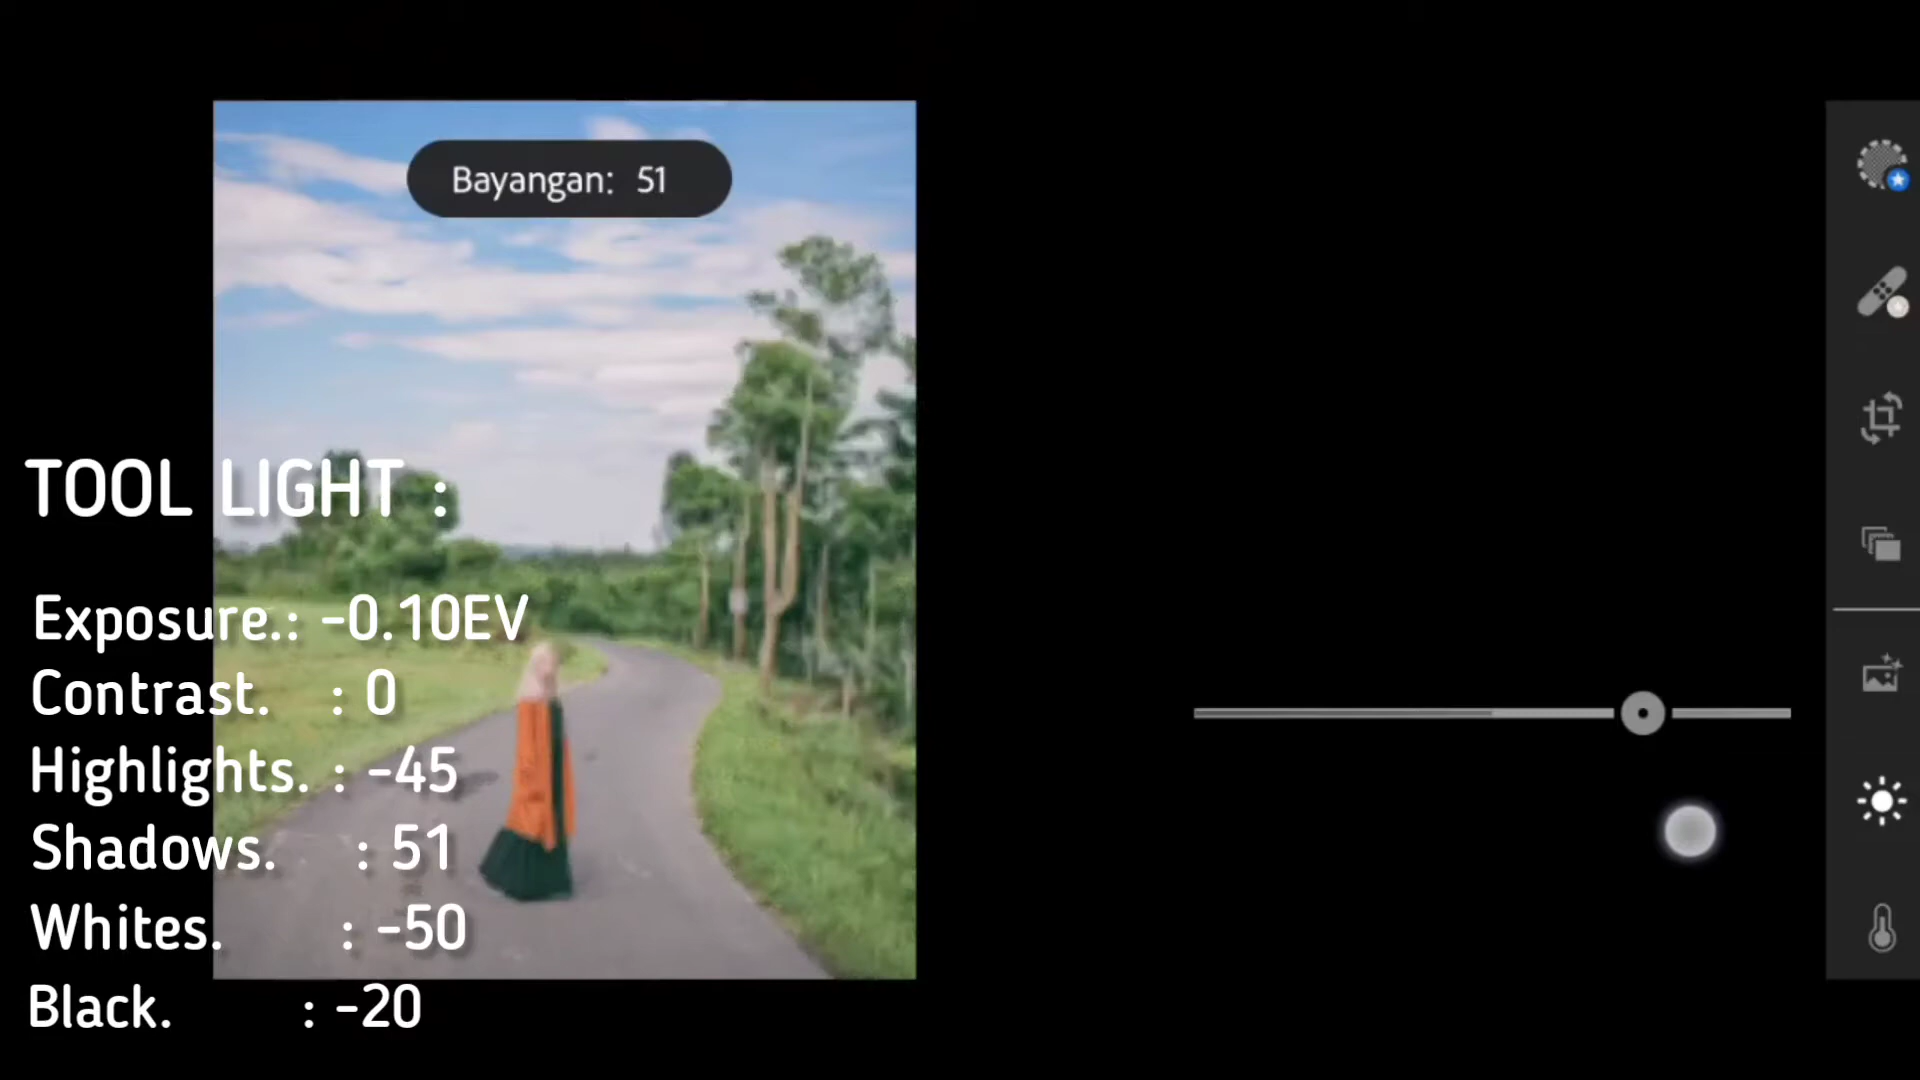 Bayangan: 51
TOOL LIGHT :
Exposure.: -0.10EV
Contrast. : 0
Highlights. : -45
Shadows. : 51
Whites. : -50
Black. : -20